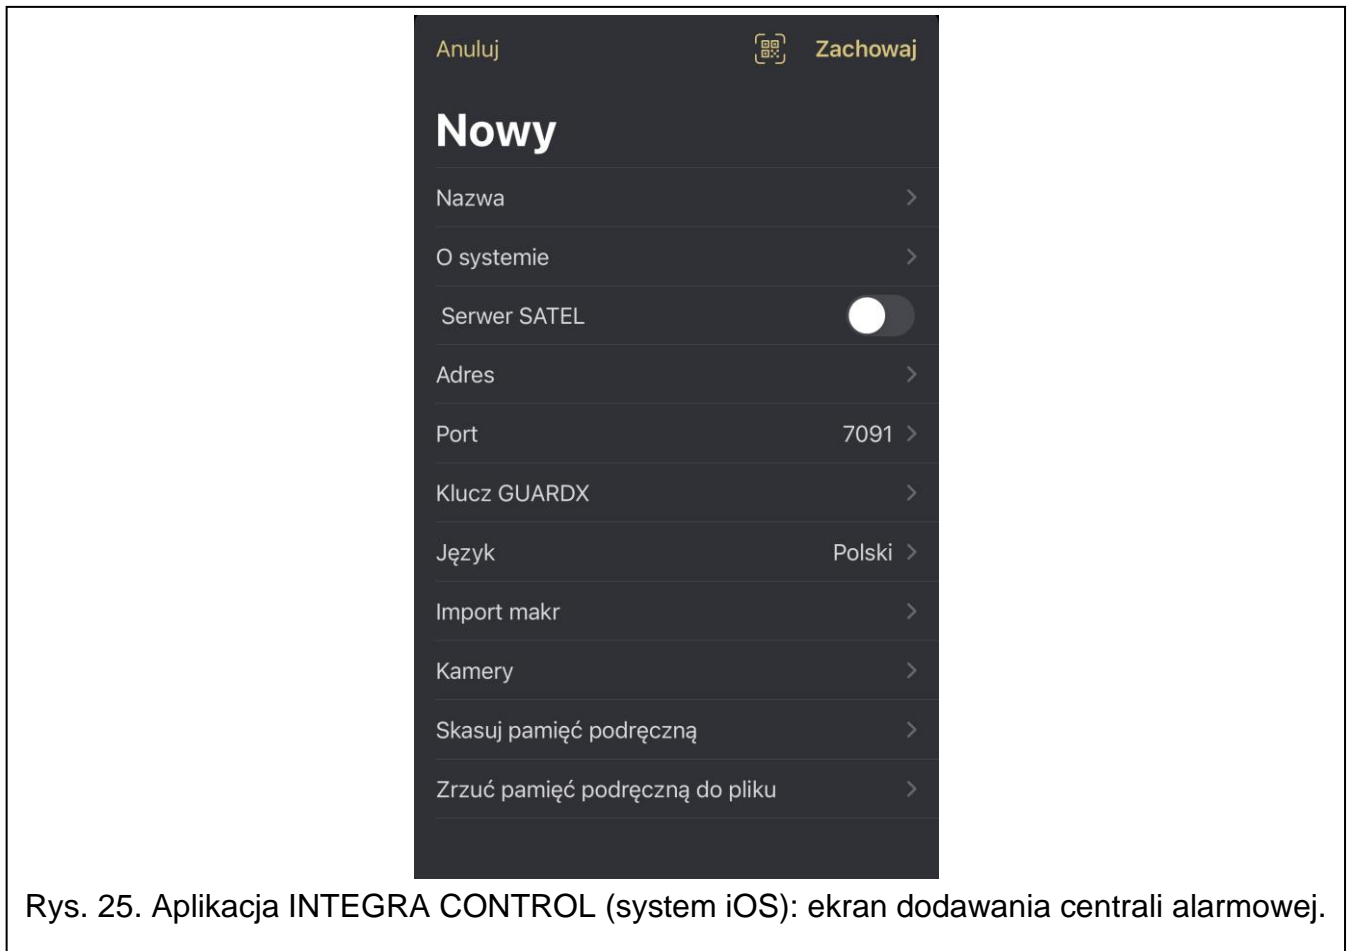 Anuluj Zachowaj
Nowy
Nazwa
O systemie
Serwer SATEL
Adres
Port 7091
Klucz GUARDX
Język Polski
Import makr
Kamery
Skasuj pamięć podręczną
Zrzuć pamięć podręczną do pliku
Rys. 25. Aplikacja INTEGRA CONTROL (system iOS): ekran dodawania centrali alarmowej.